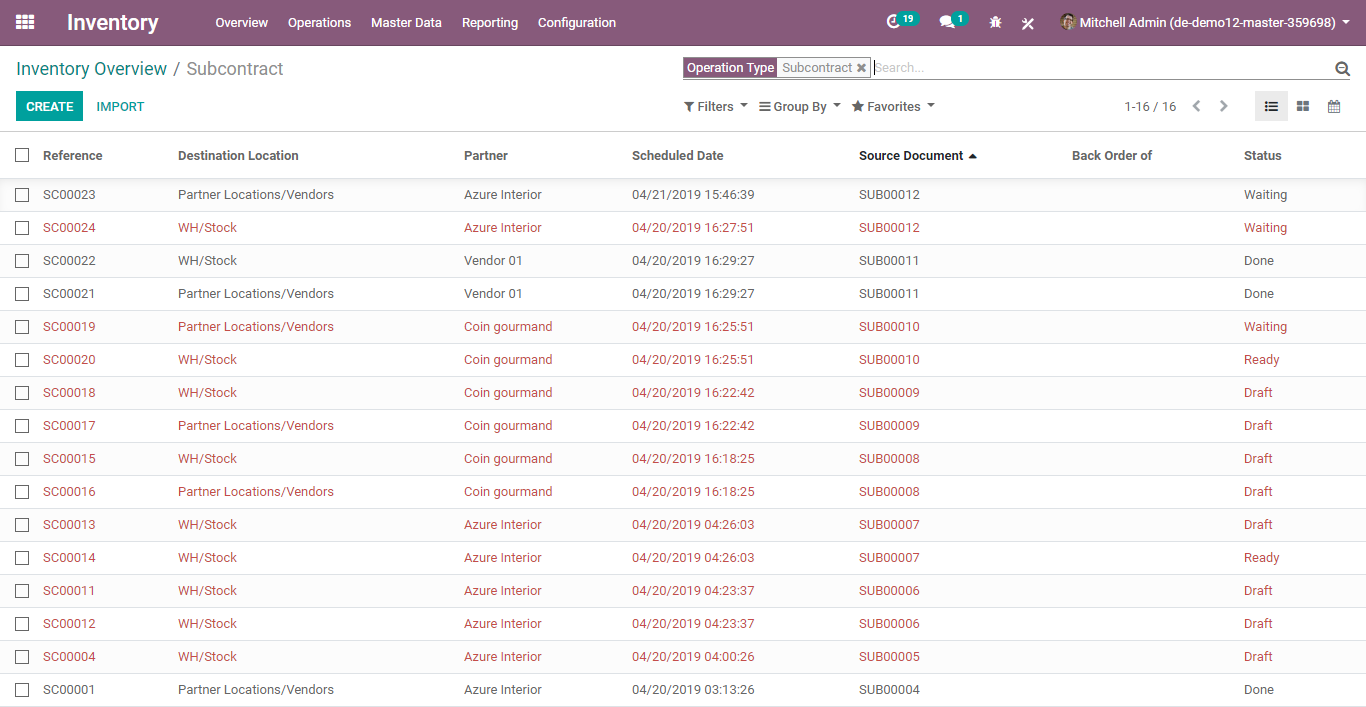 Inventory Overview Operations Master Data Reporting Configuration 19 1 Mitchell Admin (de-demo12-master-359698)
Inventory Overview / Subcontract Operation Type Subcontract Search...
CREATE IMPORT Filters Group By Favorites 1-16 / 16
Reference Destination Location Partner Scheduled Date Source Document Back Order of Status
SC00023 Partner Locations/Vendors Azure Interior 04/21/2019 15:46:39 SUB00012 Waiting
SC00024 WH/Stock Azure Interior 04/20/2019 16:27:51 SUB00012 Waiting
SC00022 WH/Stock Vendor 01 04/20/2019 16:29:27 SUB00011 Done
SC00021 Partner Locations/Vendors Vendor 01 04/20/2019 16:29:27 SUB00011 Done
SC00019 Partner Locations/Vendors Coin gourmand 04/20/2019 16:25:51 SUB00010 Waiting
SC00020 WH/Stock Coin gourmand 04/20/2019 16:25:51 SUB00010 Ready
SC00018 WH/Stock Coin gourmand 04/20/2019 16:22:42 SUB00009 Draft
SC00017 Partner Locations/Vendors Coin gourmand 04/20/2019 16:22:42 SUB00009 Draft
SC00015 WH/Stock Coin gourmand 04/20/2019 16:18:25 SUB00008 Draft
SC00016 Partner Locations/Vendors Coin gourmand 04/20/2019 16:18:25 SUB00008 Draft
SC00013 WH/Stock Azure Interior 04/20/2019 04:26:03 SUB00007 Draft
SC00014 WH/Stock Azure Interior 04/20/2019 04:26:03 SUB00007 Ready
SC00011 WH/Stock Azure Interior 04/20/2019 04:23:37 SUB00006 Draft
SC00012 WH/Stock Azure Interior 04/20/2019 04:23:37 SUB00006 Draft
SC00004 WH/Stock Azure Interior 04/20/2019 04:00:26 SUB00005 Draft
SC00001 Partner Locations/Vendors Azure Interior 04/20/2019 03:13:26 SUB00004 Done